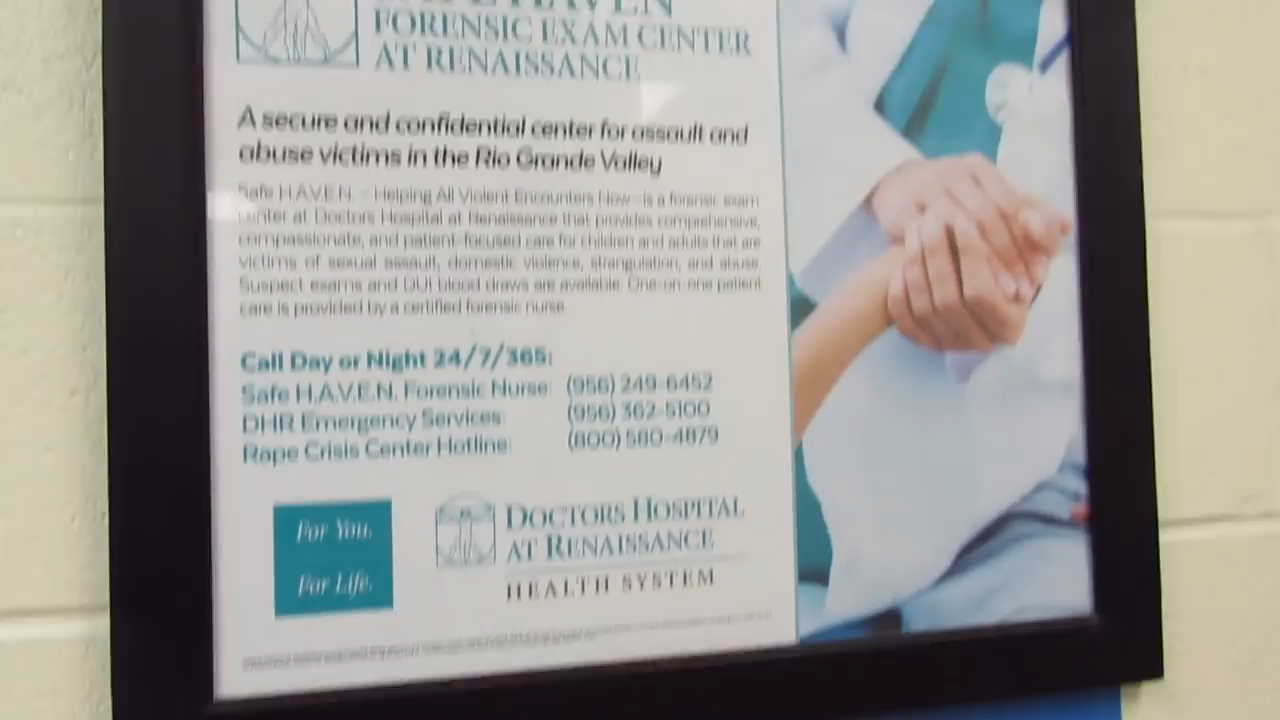 SAFE HAVEN
FORENSIC EXAM CENTER
AT RENAISSANCE
A secure and confidential center for assault and
abuse victims in the Rio Grande Valley
Safe H.A.V.E.N. - Helping All Violent Encounters Now- is a forensic exam
center at Doctors Hospital at Renaissance that provides comprehensive,
compassionate, and patient-focused care for children and adults that are
victims of sexual assault, domestic violence, strangulation, and abuse.
Suspect exams and DUI blood draws are available. One-on-one patient
care is provided by a certified forensic nurse.
Call Day or Night 24/7/365:
Safe H.A.V.E.N. Forensic Nurse: (956) 249-6452
DHR Emergency Services: (956) 362-5100
Rape Crisis Center Hotline: (800) 580-4879
For You.
For Life.
DOCTORS HOSPITAL
AT RENAISSANCE
HEALTH SYSTEM